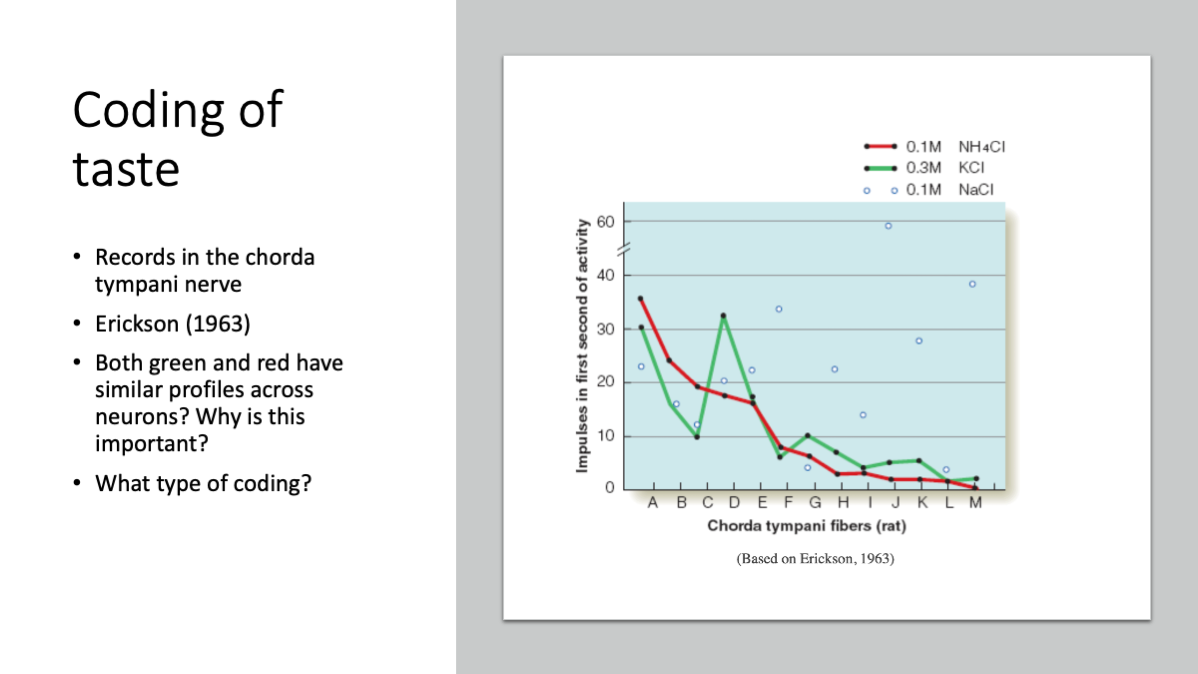 Coding of
taste
• Records in the chorda
tympani nerve
• Erickson (1963)
• Both green and red have
similar profiles across
neurons? Why is this
important?
• What type of coding?
0.1M NH4Cl
0.3M KCl
0.1M NaCl
Impulses in first second of activity
60
40
30
20
10
0
A B C D E F G H I J K L M
Chorda tympani fibers (rat)
(Based on Erickson, 1963)